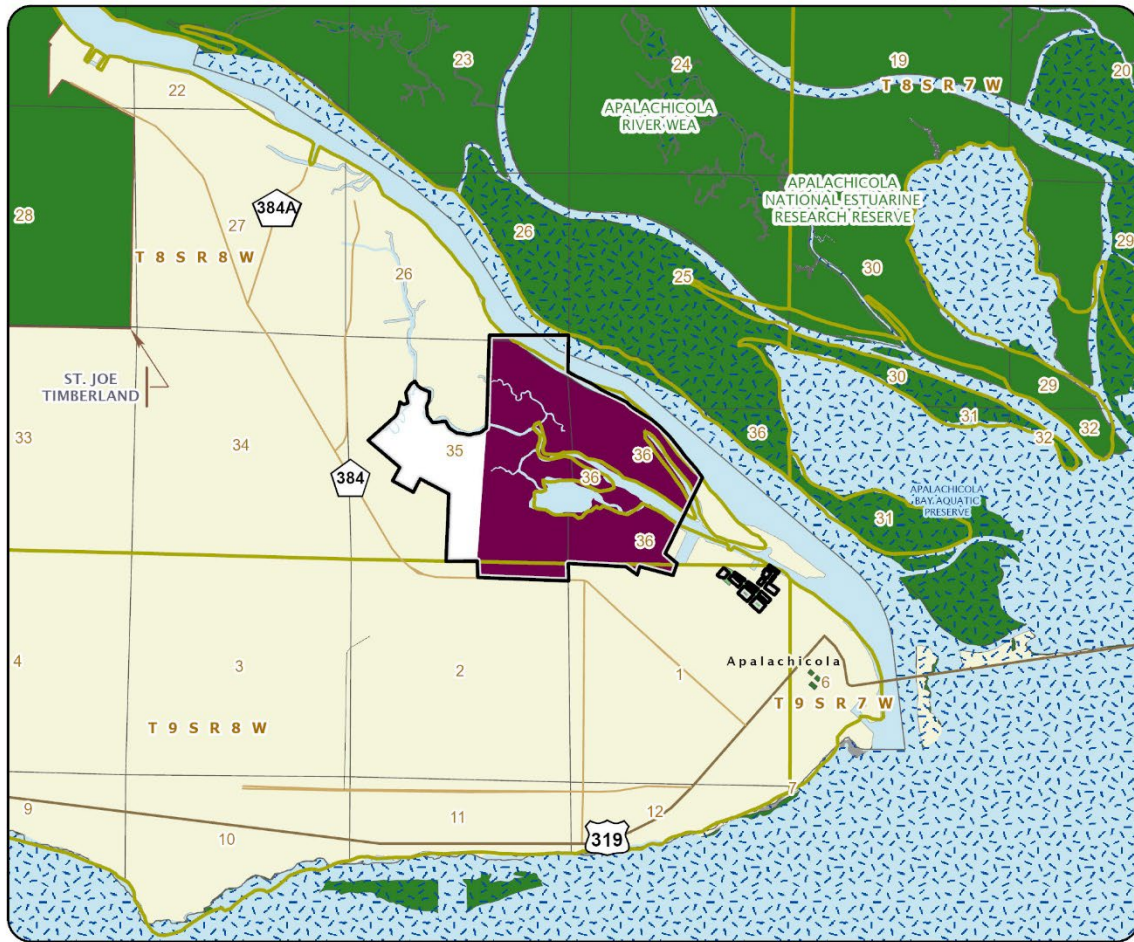 23
24
19
20
T 8 S R 7 W
22
APALACHICOLA
RIVER WEA
APALACHICOLA
NATIONAL ESTUARINE
RESEARCH RESERVE
384A
28
27
26
29
T 8 S R 8 W
26
25
30
ST. JOE
TIMBERLAND
30
29
31
33
34
35
36
36
32
32
36
384
36
APALACHICOLA
BAY AQUATIC
PRESERVE
31
36
4
3
2
1
Apalachicola
6
T 9 S R 8 W
T 9 S R 7 W
7
9
10
11
12
319